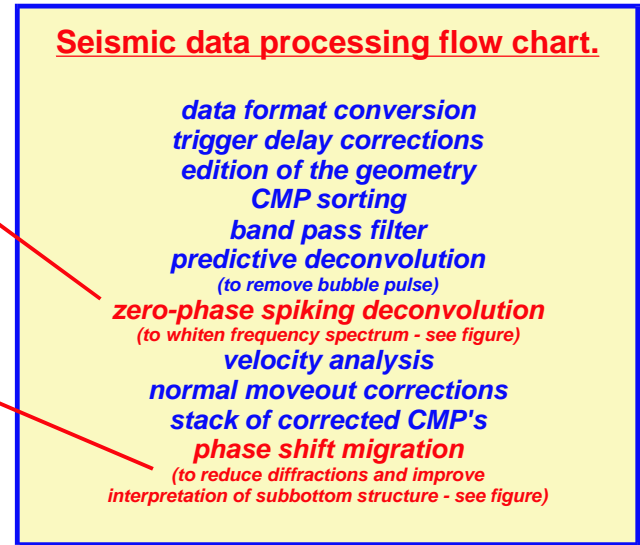 Seismic data processing flow chart.
data format conversion
trigger delay corrections
edition of the geometry
CMP sorting
band pass filter
predictive deconvolution
(to remove bubble pulse)
zero-phase spiking deconvolution
(to whiten frequency spectrum - see figure)
velocity analysis
normal moveout corrections
stack of corrected CMP's
phase shift migration
(to reduce diffractions and improve
interpretation of subbottom structure - see figure)